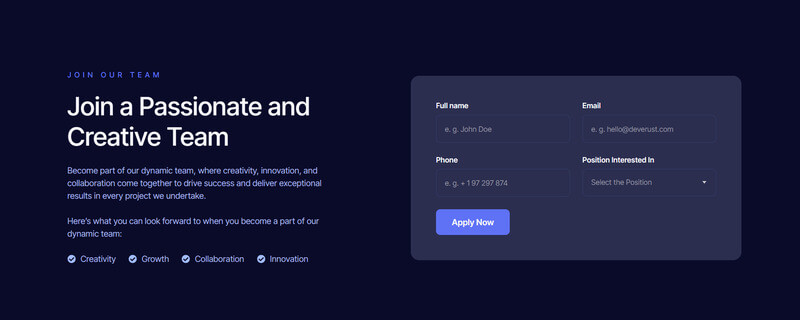 JOIN OUR TEAM
Join a Passionate and
Creative Team
Become part of our dynamic team, where creativity, innovation, and
collaboration come together to drive success and deliver exceptional
results in every project we undertake.
Here's what you can look forward to when you become a part of our
dynamic team:
Creativity Growth Collaboration Innovation
Full name Email
e. g. John Doe e. g. hello@deverust.com
Phone Position Interested In
e. g. + 1 97 297 874 Select the Position
Apply Now